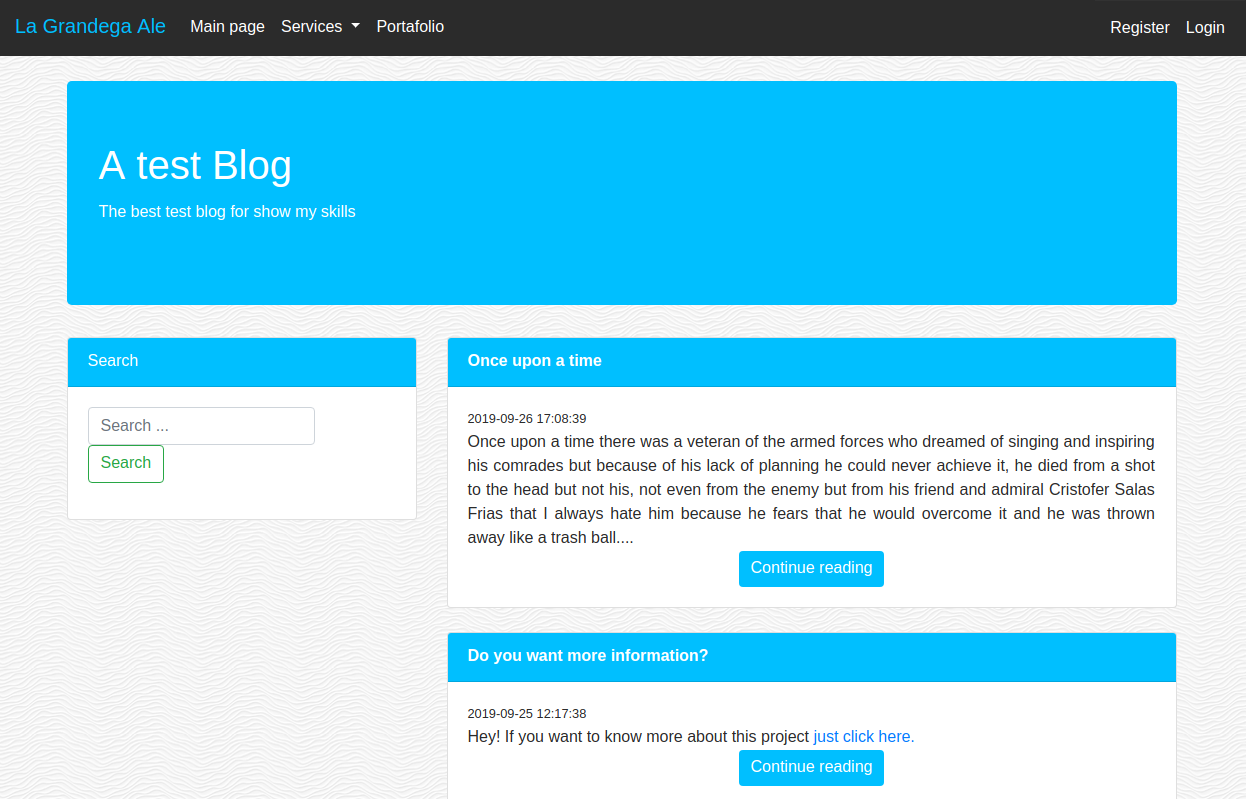 La Grandega Ale Main page Services Portafolio Register Login
A test Blog
The best test blog for show my skills
Search
Search ...
Search
Once upon a time
2019-09-26 17:08:39
Once upon a time there was a veteran of the armed forces who dreamed of singing and inspiring
his comrades but because of his lack of planning he could never achieve it, he died from a shot
to the head but not his, not even from the enemy but from his friend and admiral Cristofer Salas
Frias that I always hate him because he fears that he would overcome it and he was thrown
away like a trash ball....
Continue reading
Do you want more information?
2019-09-25 12:17:38
Hey! If you want to know more about this project just click here.
Continue reading